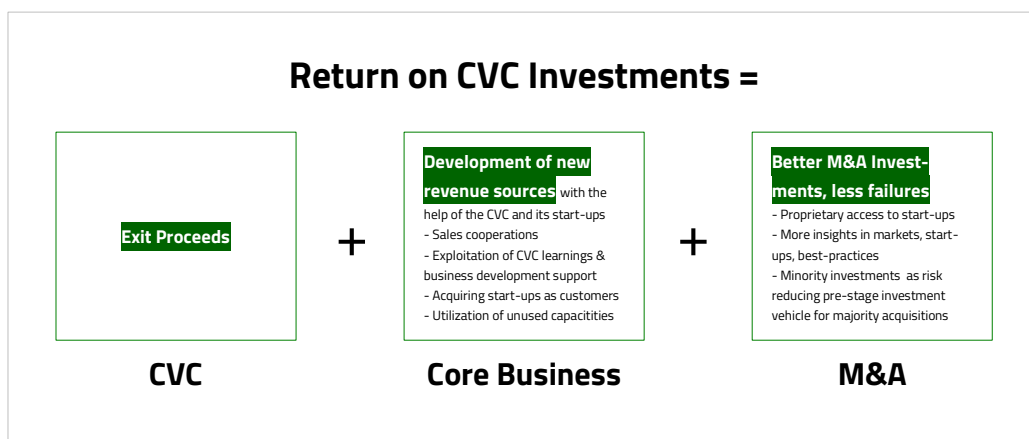 Return on CVC Investments =
Exit Proceeds
+
Development of new
revenue sources with the
help of the CVC and its start-ups
- Sales cooperations
- Exploitation of CVC learnings &
business development support
- Acquiring start-ups as customers
- Utilization of unused capacitities
+
Better M&A Invest-
ments, less failures
- Proprietary access to start-ups
- More insights in markets, start-
ups, best-practices
- Minority investments as risk
reducing pre-stage investment
vehicle for majority acquisitions
CVC
Core Business
M&A